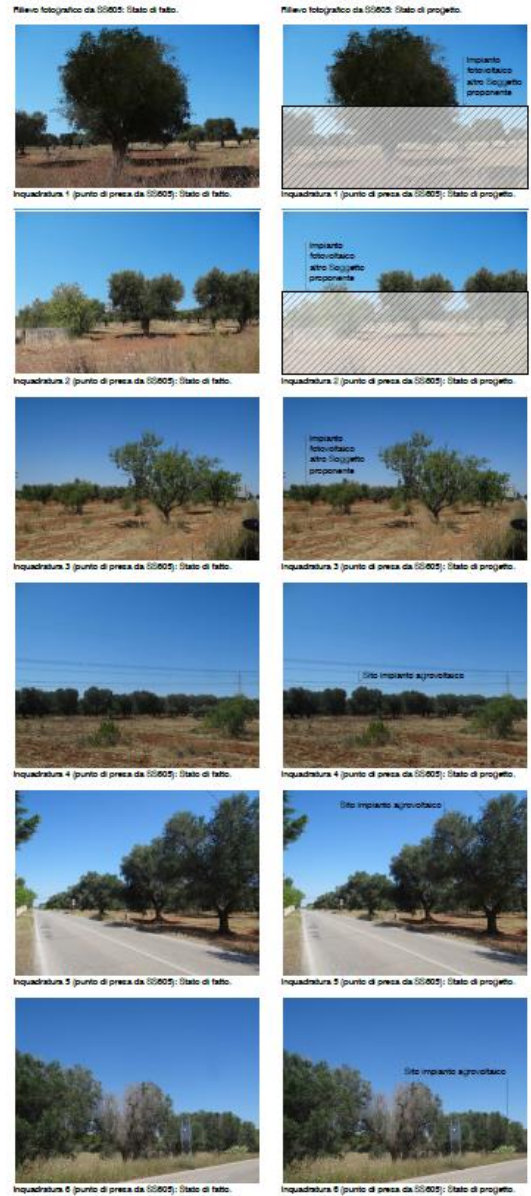 Rilievo fotografico da SS605: Stato di fatto.
Rilievo fotografico da SS605: Stato di progetto.
Impianto
fotovoltaico
altro Soggetto
proponente
Inquadratura 1 (punto di presa da SS605): Stato di fatto.
Inquadratura 1 (punto di presa da SS605): Stato di progetto.
Impianto
fotovoltaico
altro Soggetto
proponente
Inquadratura 2 (punto di presa da SS605): Stato di fatto.
Inquadratura 2 (punto di presa da SS605): Stato di progetto.
Impianto
fotovoltaico
altro Soggetto
proponente
Inquadratura 3 (punto di presa da SS605): Stato di fatto.
Inquadratura 3 (punto di presa da SS605): Stato di progetto.
Sito impianto agrovoltaico
Inquadratura 4 (punto di presa da SS605): Stato di fatto.
Inquadratura 4 (punto di presa da SS605): Stato di progetto.
Sito impianto agrovoltaico
Inquadratura 5 (punto di presa da SS605): Stato di fatto.
Inquadratura 5 (punto di presa da SS605): Stato di progetto.
Sito impianto agrovoltaico
Inquadratura 6 (punto di presa da SS605): Stato di fatto.
Inquadratura 6 (punto di presa da SS605): Stato di progetto.